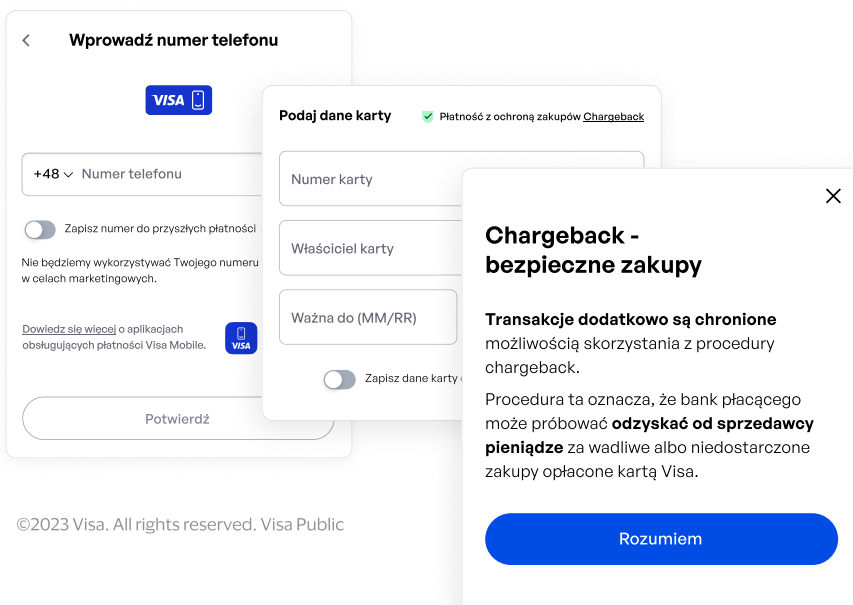 Wprowadź numer telefonu
VISA
+48 Numer telefonu
Zapisz numer do przyszłych płatności
Nie będziemy wykorzystywać Twojego numeru
w celach marketingowych.
Dowiedz się więcej o aplikacjach
obsługujących płatności Visa Mobile.
VISA
Potwierdź
Podaj dane karty
Płatność z ochroną zakupów Chargeback
Numer karty
Właściciel karty
Ważna do (MM/RR)
Zapisz dane karty
Chargeback -
bezpieczne zakupy
Transakcje dodatkowo są chronione
możliwością skorzystania z procedury
chargeback.
Procedura ta oznacza, że bank płacącego
może próbować odzyskać od sprzedawcy
pieniądze za wadliwe albo niedostarczone
zakupy opłacone kartą Visa.
Rozumiem
©2023 Visa. All rights reserved. Visa Public